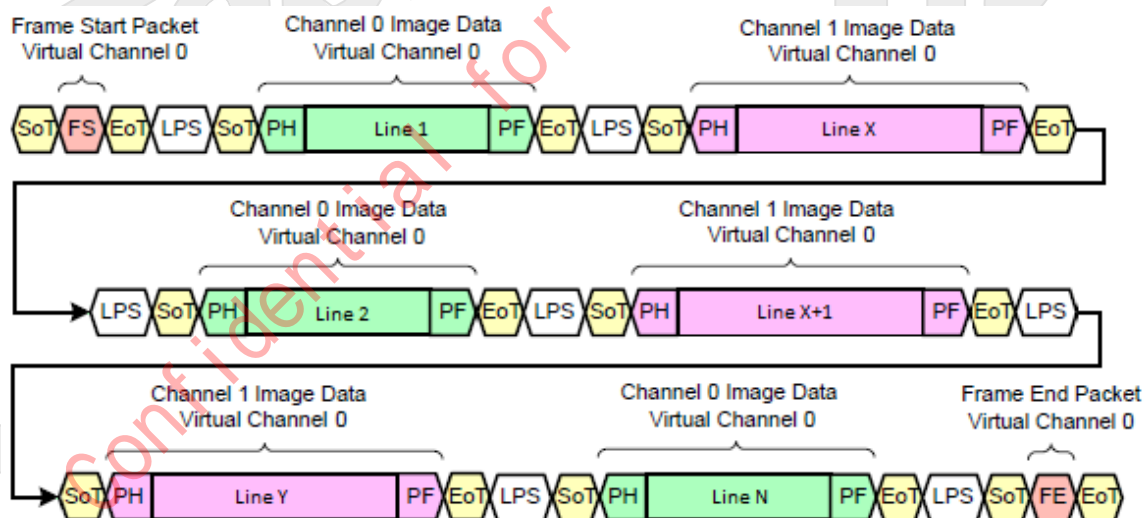 Frame Start Packet
Virtual Channel 0
Channel 0 Image Data
Virtual Channel 0
Channel 1 Image Data
Virtual Channel 0
SoT FS EoT LPS SoT PH Line 1 PF EoT LPS SoT PH Line X PF EoT
Channel 0 Image Data
Virtual Channel 0
Channel 1 Image Data
Virtual Channel 0
LPS SoT PH Line 2 PF EoT LPS SoT PH Line X+1 PF EoT LPS
Channel 1 Image Data
Virtual Channel 0
Channel 0 Image Data
Virtual Channel 0
Frame End Packet
Virtual Channel 0
SoT PH Line Y PF EoT LPS SoT PH Line N PF EoT LPS SoT FE EoT
Confidential for